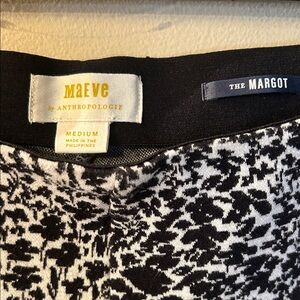 Maeve
by ANTHROPOLOGIE
MEDIUM
MADE IN THE
PHILIPPINES
THE MARGOT